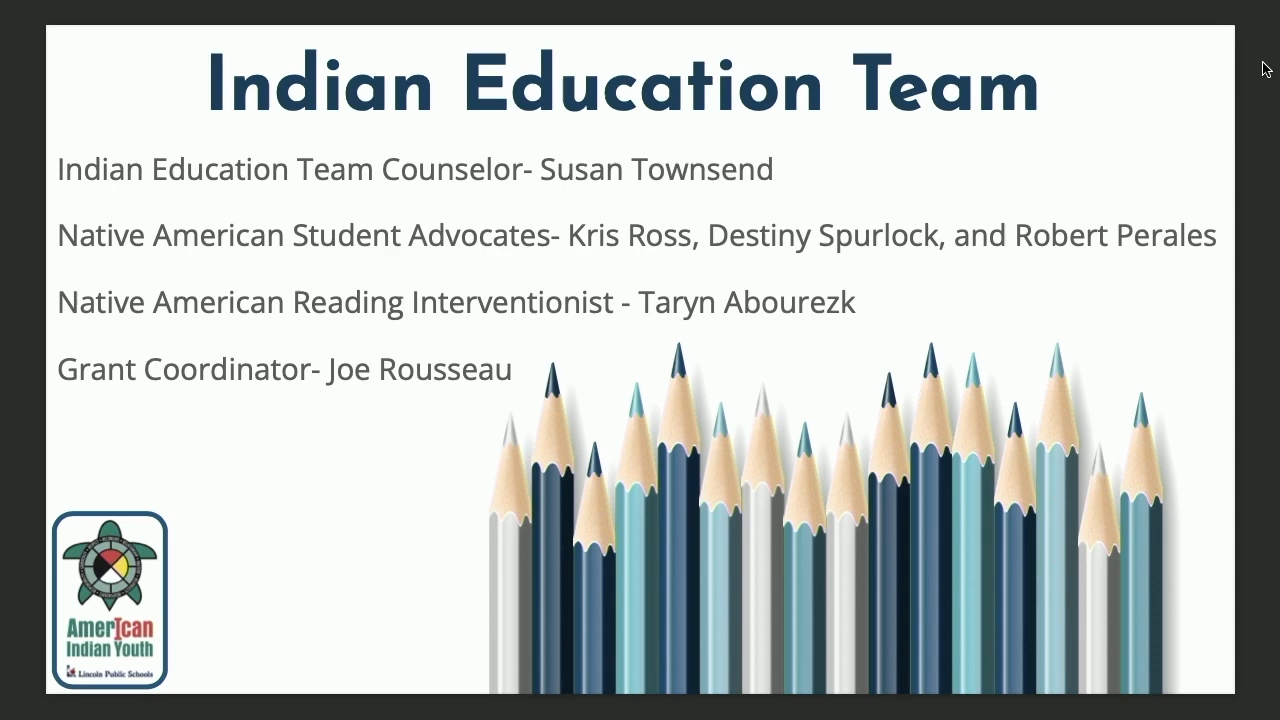 Indian Education Team
Indian Education Team Counselor- Susan Townsend
Native American Student Advocates- Kris Ross, Destiny Spurlock, and Robert Perales
Native American Reading Interventionist - Taryn Abourezk
Grant Coordinator- Joe Rousseau
AmerIcan
Indian Youth
Lincoln Public Schools